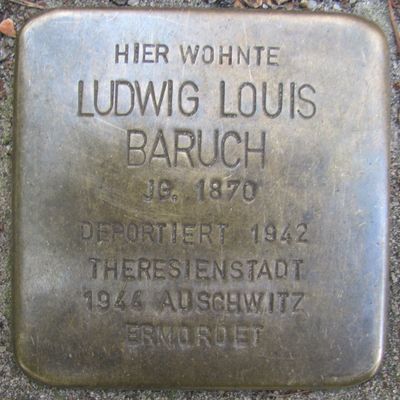 HIER WOHNTE
LUDWIG LOUIS
BARUCH
JG. 1870
DEPORTIERT 1942
THERESIENSTADT
1944 AUSCHWITZ
ERMORDET